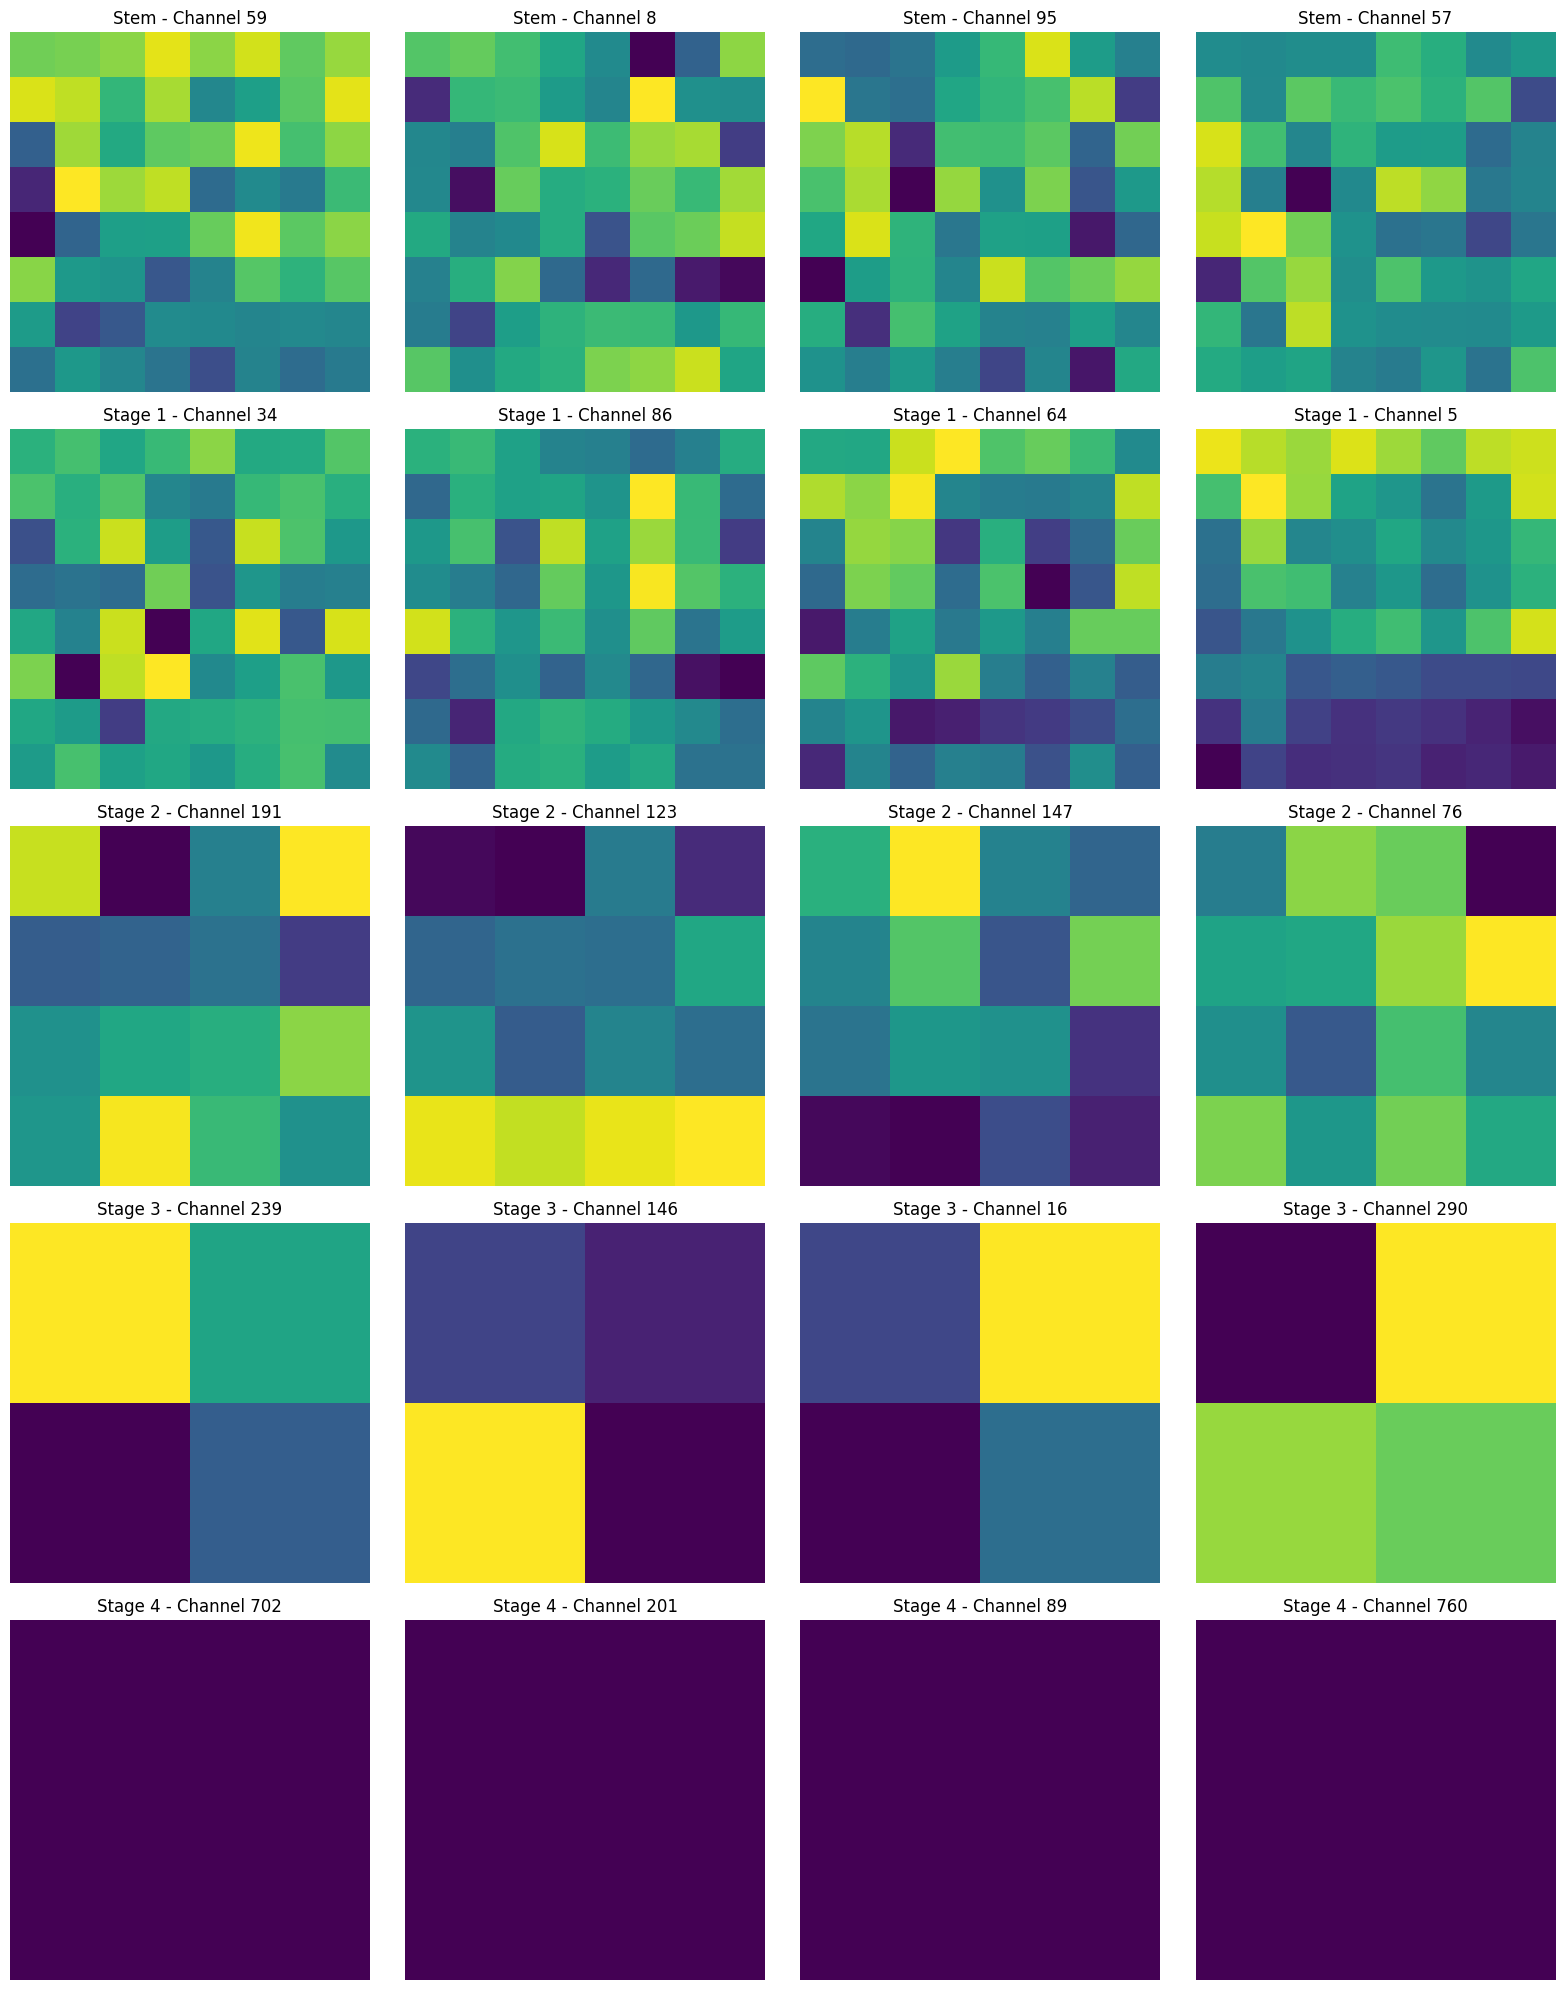 Stem - Channel 59
Stem - Channel 8
Stem - Channel 95
Stem - Channel 57
Stage 1 - Channel 34
Stage 1 - Channel 86
Stage 1 - Channel 64
Stage 1 - Channel 5
Stage 2 - Channel 191
Stage 2 - Channel 123
Stage 2 - Channel 147
Stage 2 - Channel 76
Stage 3 - Channel 239
Stage 3 - Channel 146
Stage 3 - Channel 16
Stage 3 - Channel 290
Stage 4 - Channel 702
Stage 4 - Channel 201
Stage 4 - Channel 89
Stage 4 - Channel 760